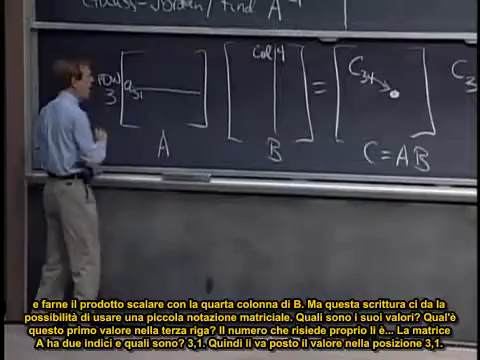 Gauss-Jordan/Find A⁻¹
Row 3
a31
Col 4
=
C34
C3
A
B
C = AB
e farne il prodotto scalare con la quarta colonna di B. Ma questa scrittura ci da la
possibilità di usare una piccola notazione matriciale. Quali sono i suoi valori? Qual'è
questo primo valore nella terza riga? Il numero che risiede proprio lì è... La matrice
A ha due indici e quali sono? 3,1. Quindi lì va posto il valore nella posizione 3,1.